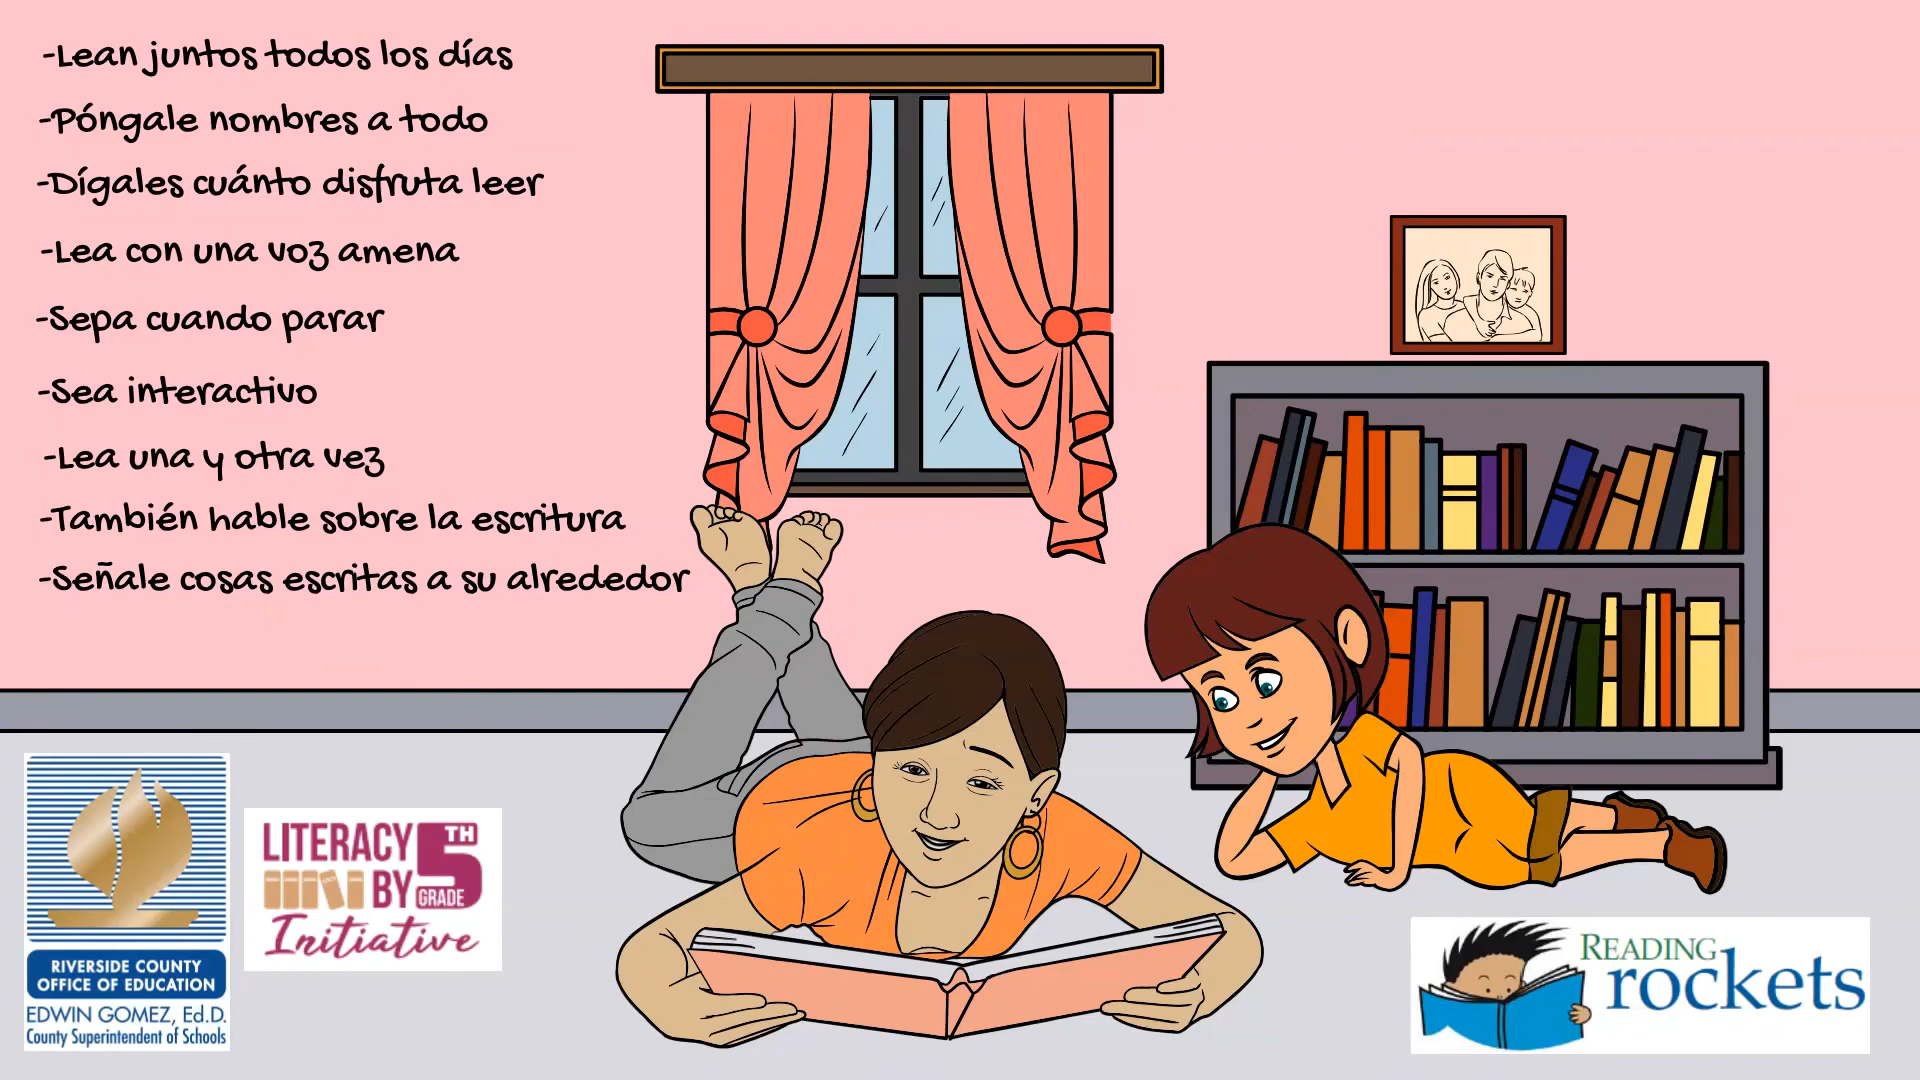 -Lean juntos todos los días
-Póngale nombres a todo
-Dígales cuánto disfruta leer
-Lea con una voz amena
-Sepa cuando parar
-Sea interactivo
-Lea una y otra vez
-También hable sobre la escritura
-Señale cosas escritas a su alrededor
RIVERSIDE COUNTY
OFFICE OF EDUCATION
EDWIN GOMEZ, Ed.D.
County Superintendent of Schools
LITERACY
BY
5TH
GRADE
Initiative
READING
rockets